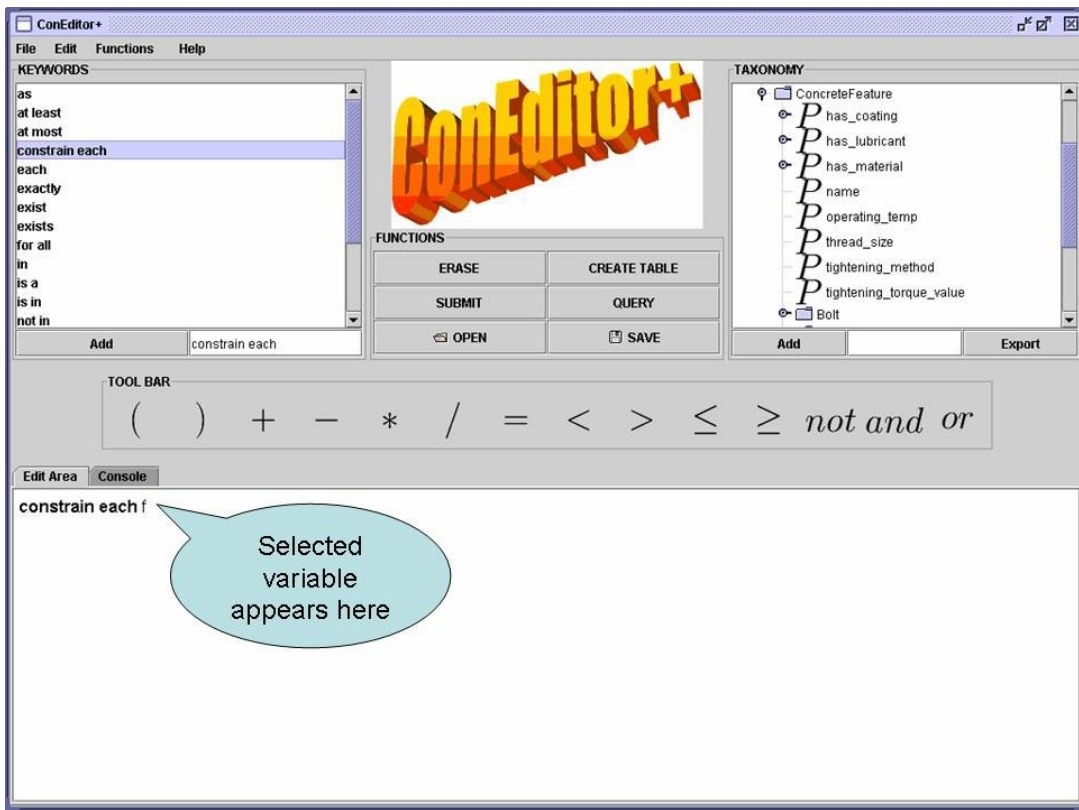 ConEditor+
File Edit Functions Help
KEYWORDS
as
at least
at most
constrain each
each
exactly
exist
exists
for all
in
is a
is in
not in
Add constrain each
ConEditor+
FUNCTIONS
ERASE CREATE TABLE
SUBMIT QUERY
OPEN SAVE
TAXONOMY
ConcreteFeature
P has_coating
P has_lubricant
P has_material
P name
P operating_temp
P thread_size
P tightening_method
P tightening_torque_value
Bolt
Add Export
TOOL BAR
( ) + − * / = < > ≤ ≥ not and or
Edit Area Console
constrain each f
Selected
variable
appears here